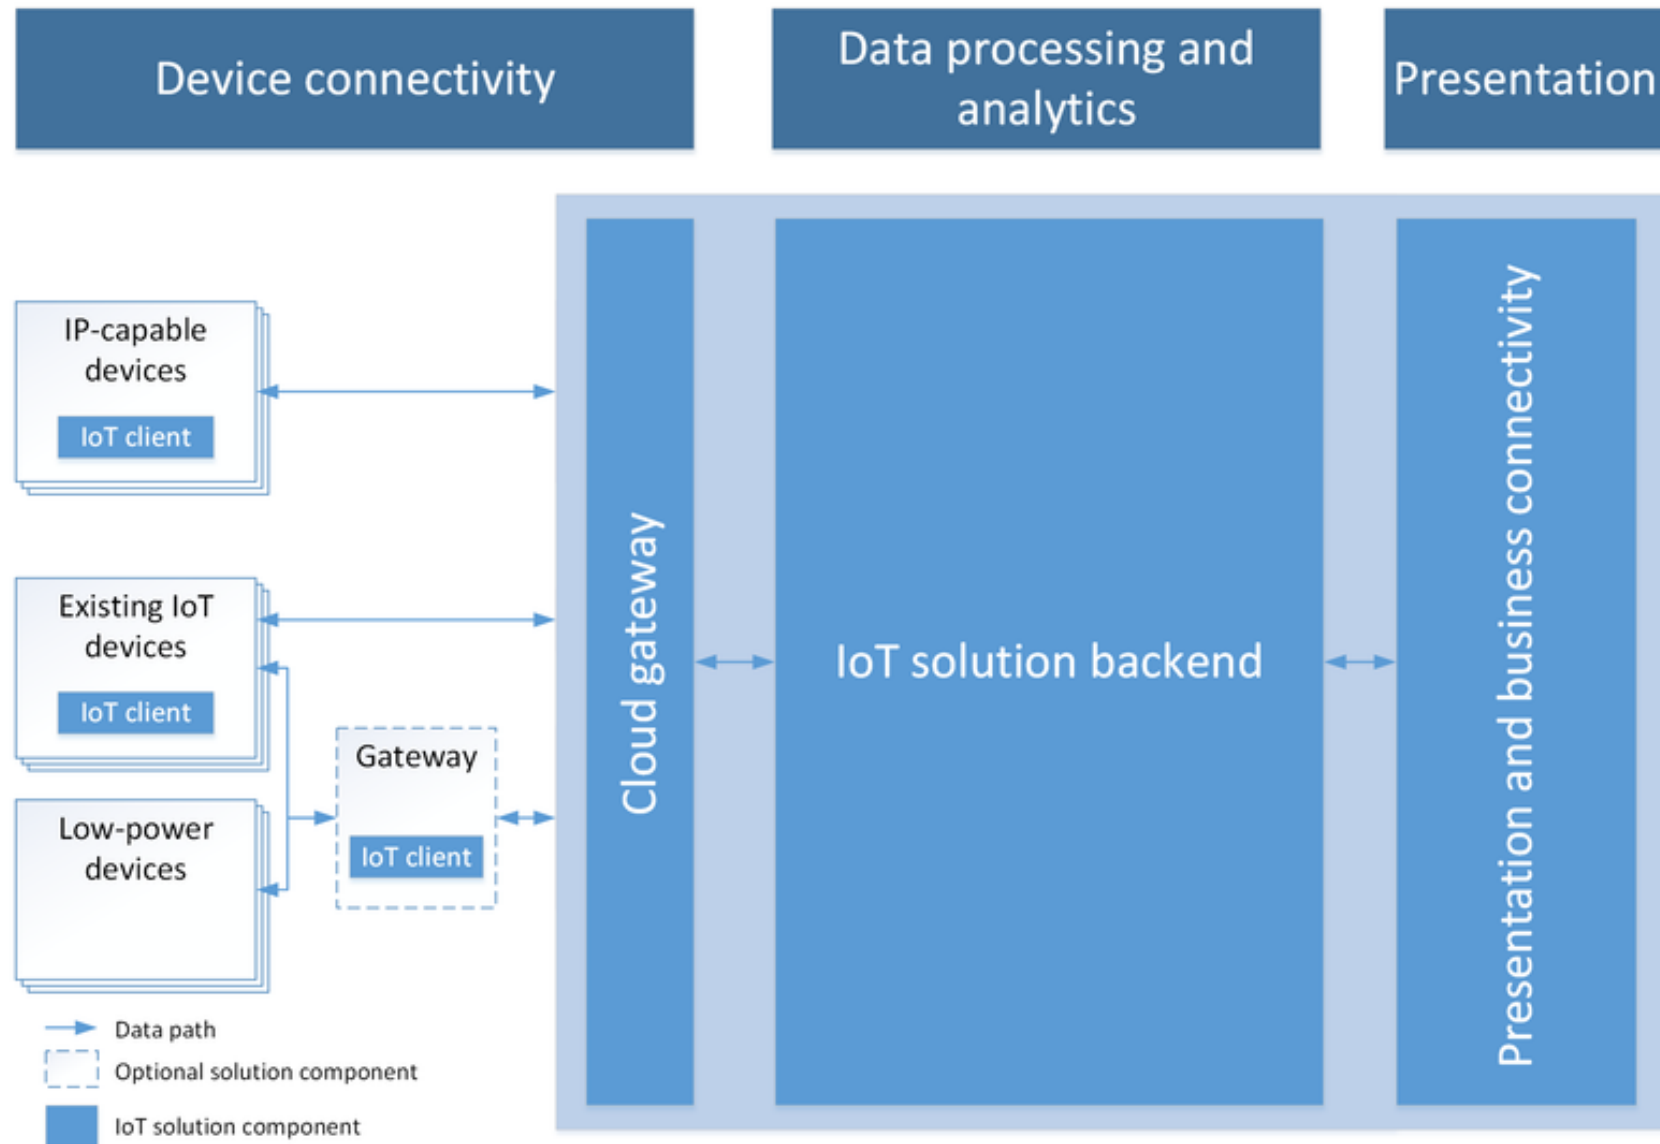 Device connectivity
Data processing and
analytics
Presentation
IP-capable
devices
IoT client
Existing IoT
devices
IoT client
Low-power
devices
Gateway
IoT client
Cloud gateway
IoT solution backend
Presentation and business connectivity
Data path
Optional solution component
IoT solution component